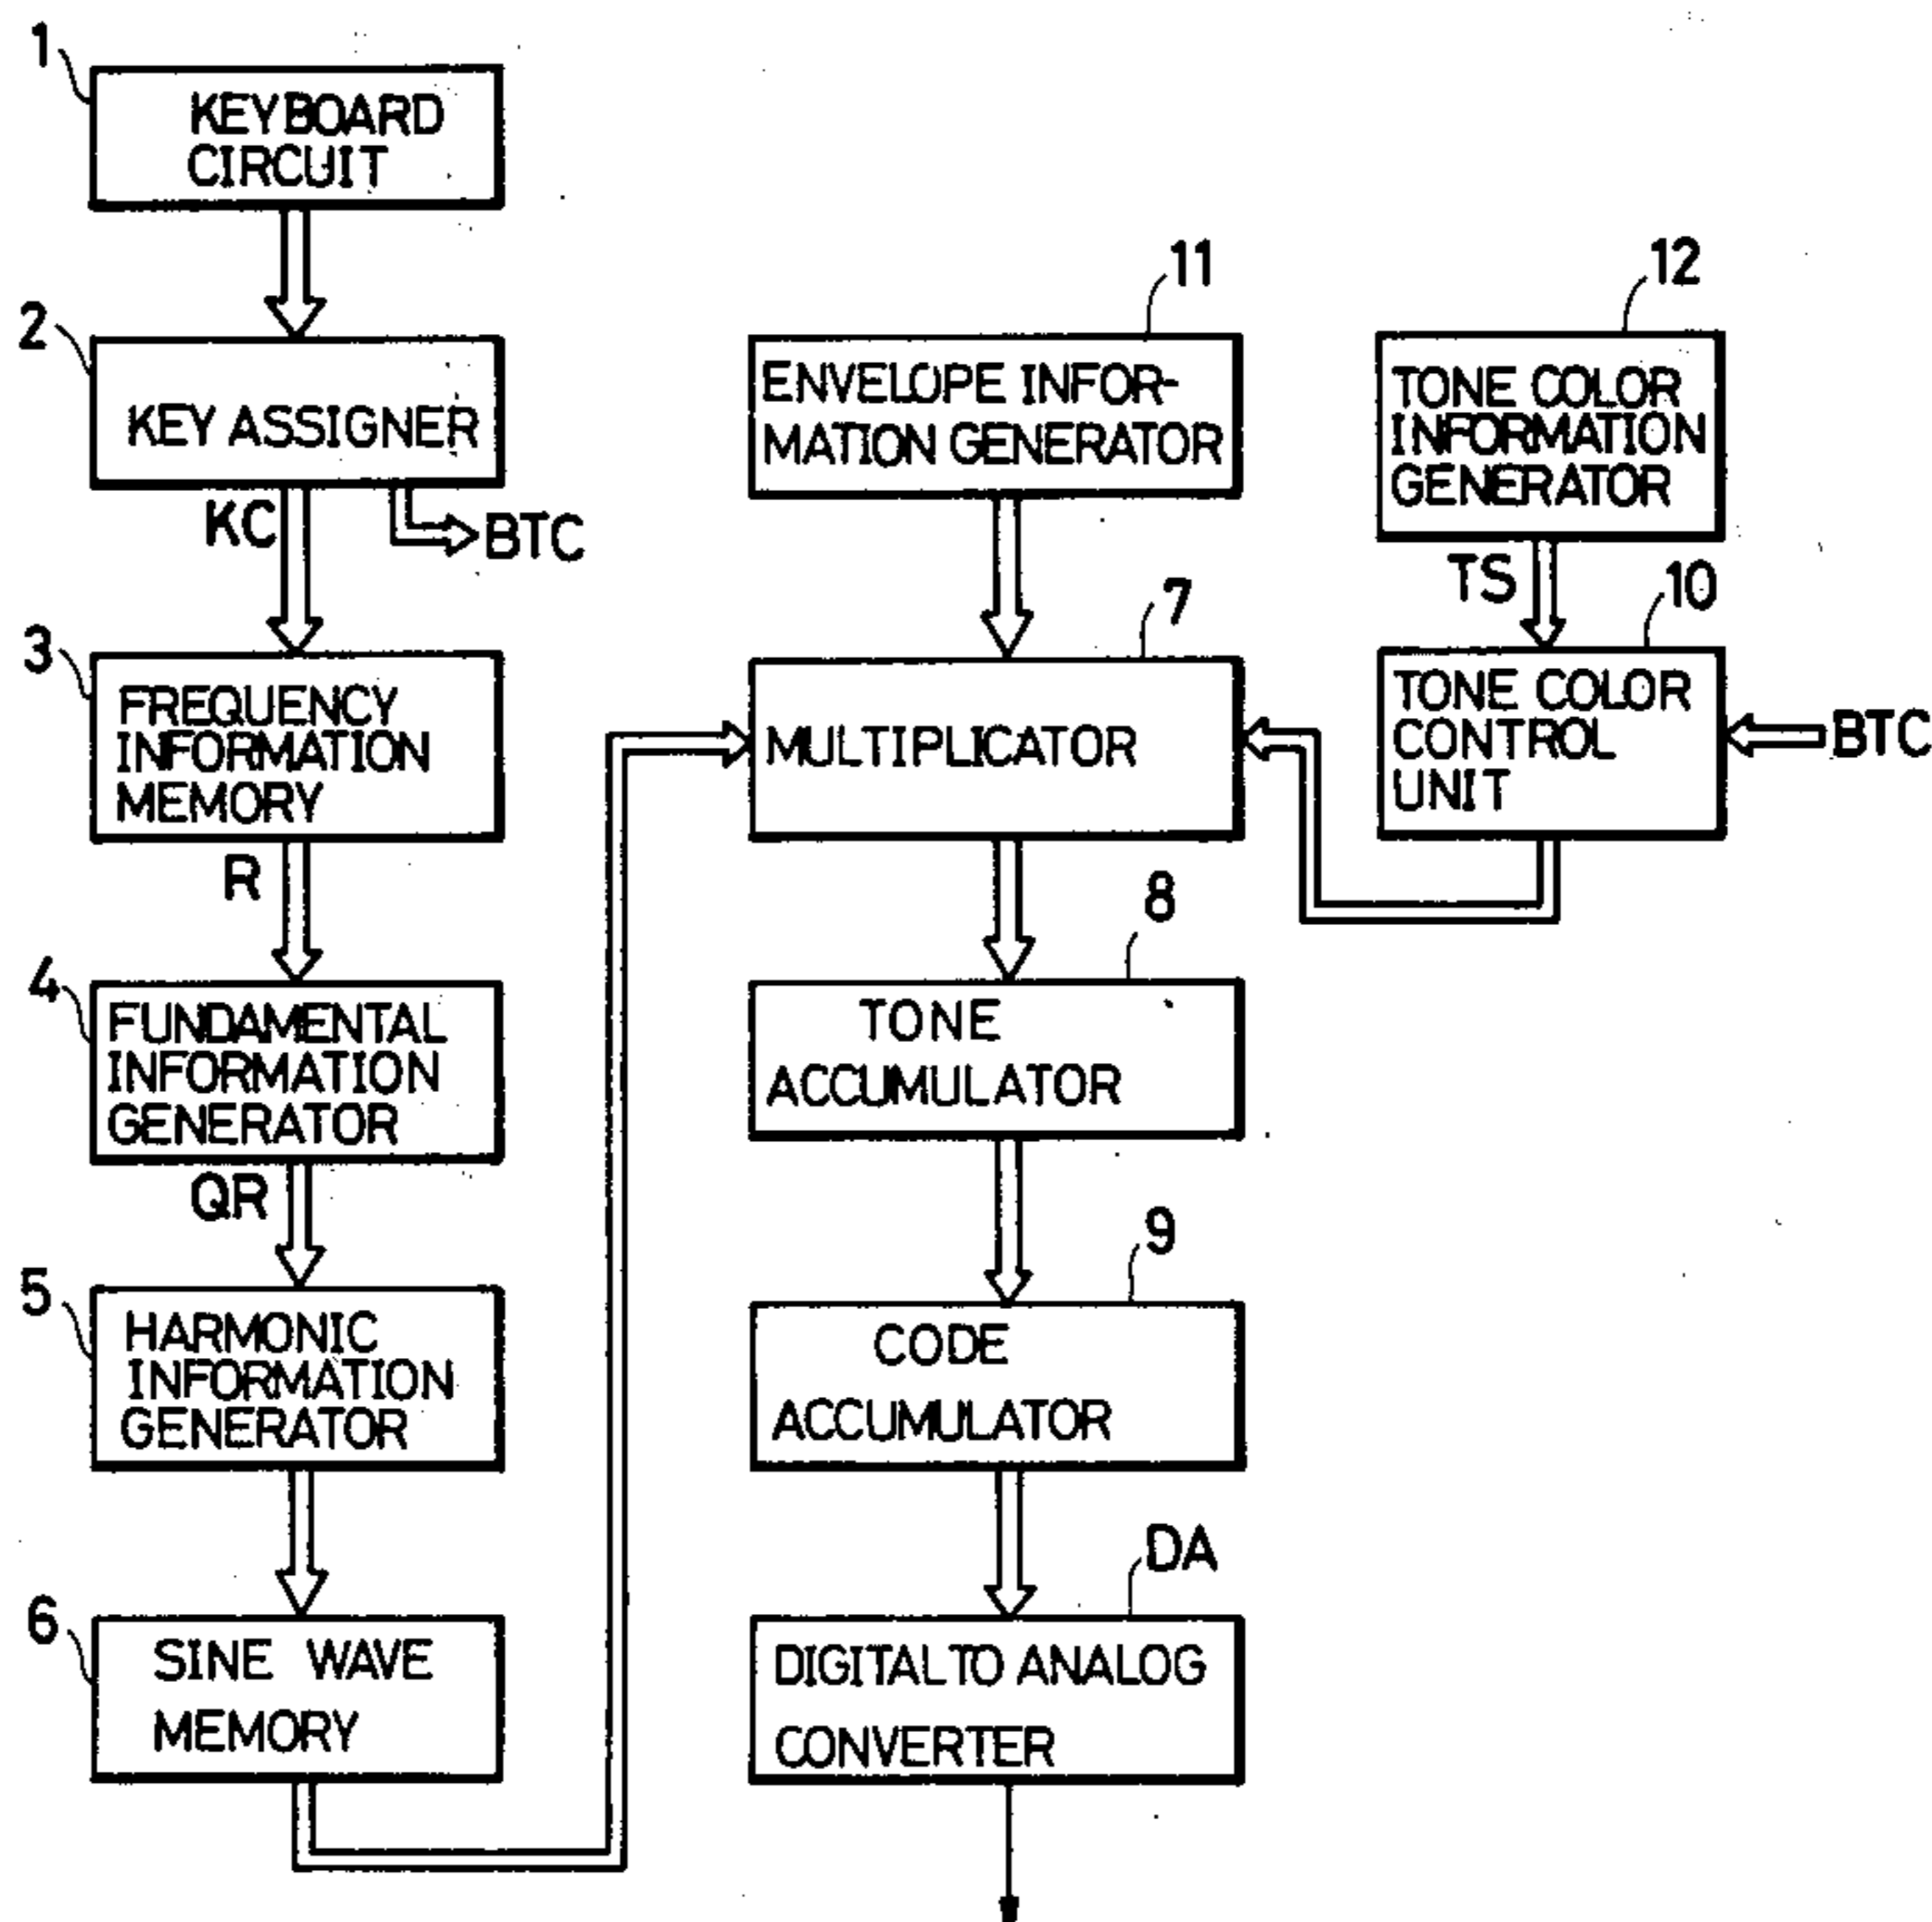 1
KEYBOARD
CIRCUIT
2
KEY ASSIGNER
KC
BTC
3
FREQUENCY
INFORMATION
MEMORY
R
4
FUNDAMENTAL
INFORMATION
GENERATOR
QR
5
HARMONIC
INFORMATION
GENERATOR
6
SINE WAVE
MEMORY
11
ENVELOPE INFOR-
MATION GENERATOR
7
MULTIPLICATOR
8
TONE
ACCUMULATOR
9
CODE
ACCUMULATOR
DA
DIGITAL TO ANALOG
CONVERTER
12
TONE COLOR
INFORMATION
GENERATOR
TS
10
TONE COLOR
CONTROL
UNIT
BTC